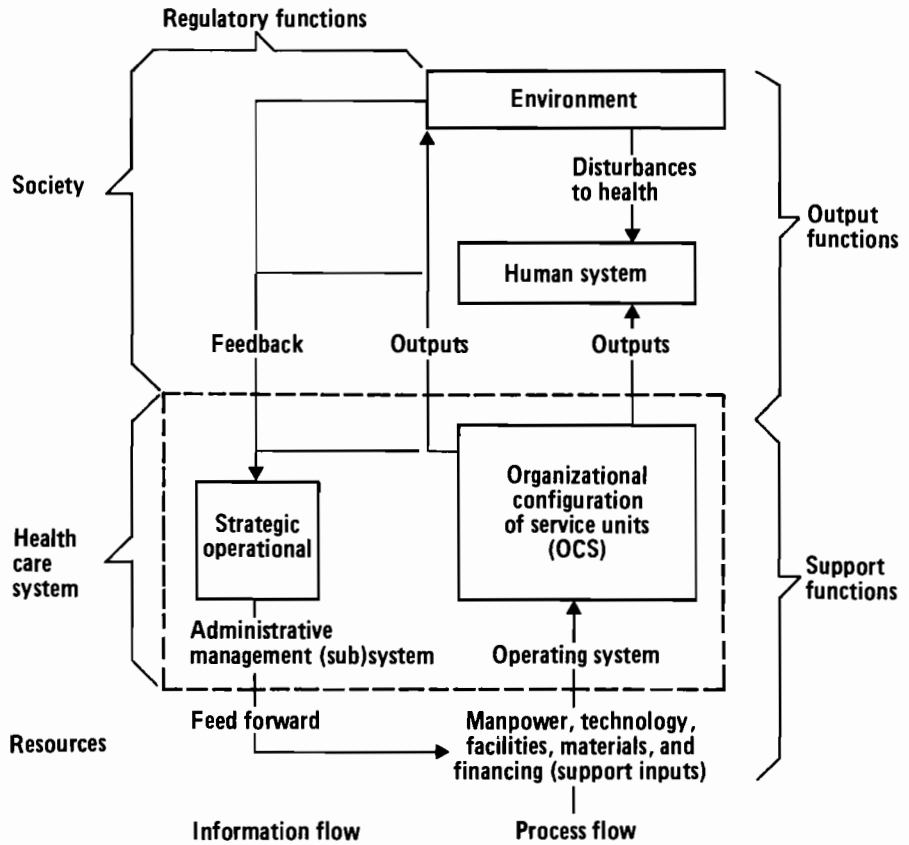 Regulatory functions
Environment
Society
Disturbances
to health
Output
functions
Human system
Feedback
Outputs
Outputs
Organizational
configuration
of service units
(OCS)
Strategic
operational
Health
care
system
Support
functions
Administrative
management (sub)system
Operating system
Feed forward
Manpower, technology,
facilities, materials, and
financing (support inputs)
Resources
Information flow
Process flow